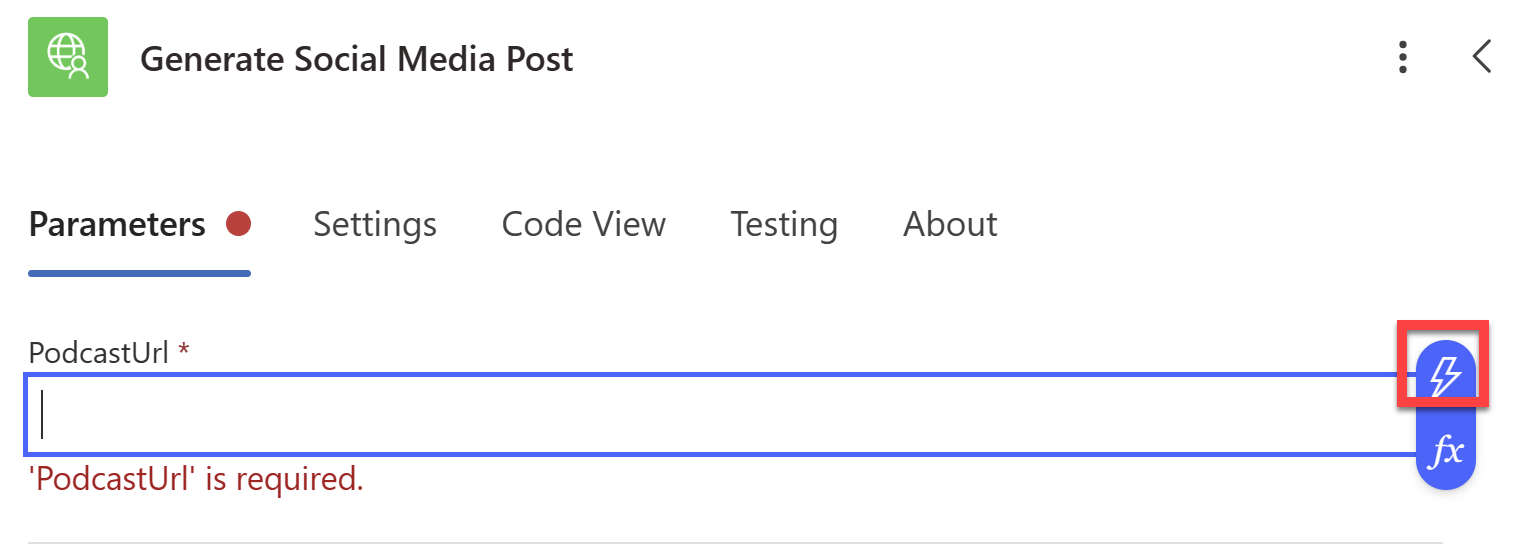 Generate Social Media Post
Parameters Settings Code View Testing About
PodcastUrl *
fx
'PodcastUrl' is required.